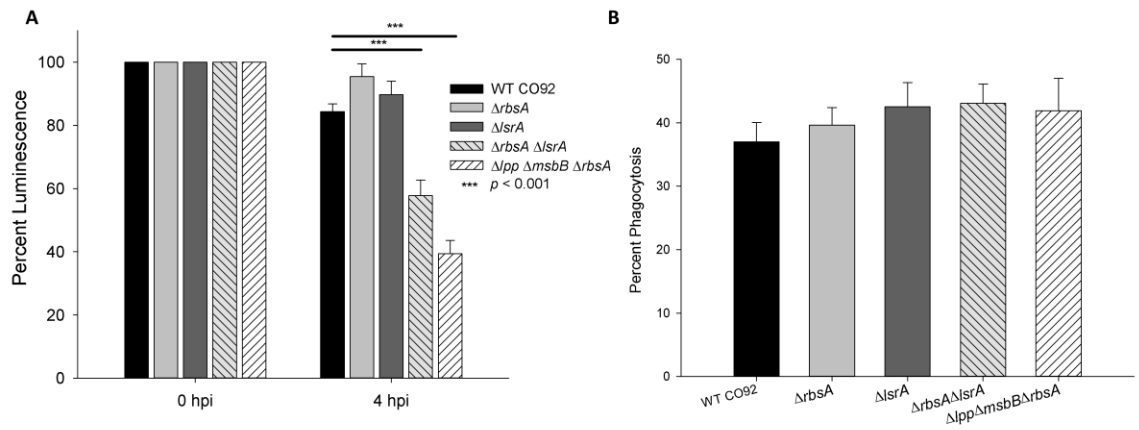 A
***
***
Percent Luminescence
100
80
60
40
20
0
0 hpi
4 hpi
WT CO92
ΔrbsA
ΔlsrA
ΔrbsA ΔlsrA
Δlpp ΔmsbB ΔrbsA
*** p < 0.001
B
Percent Phagocytosis
50
40
30
20
10
0
WT CO92
ΔrbsA
ΔlsrA
ΔrbsAΔlsrA
ΔlppΔmsbBΔrbsA